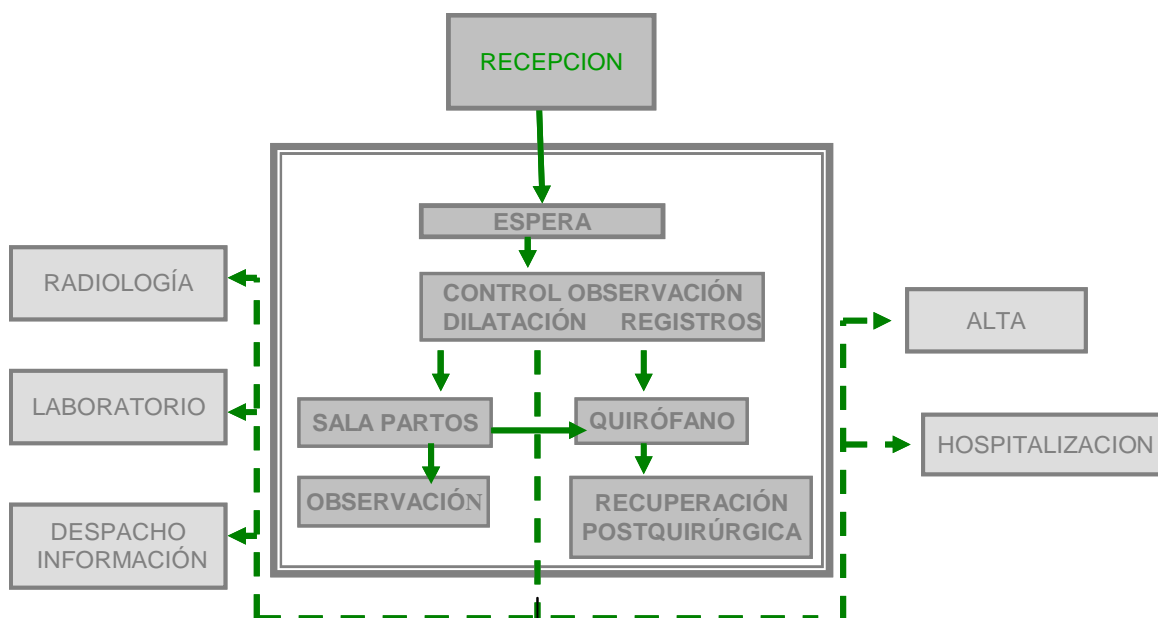 RECEPCION
ESPERA
CONTROL OBSERVACIÓN
DILATACIÓN REGISTROS
RADIOLOGÍA
LABORATORIO
DESPACHO
INFORMACIÓN
SALA PARTOS
QUIRÓFANO
OBSERVACIÓN
RECUPERACIÓN
POSTQUIRÚRGICA
ALTA
HOSPITALIZACION